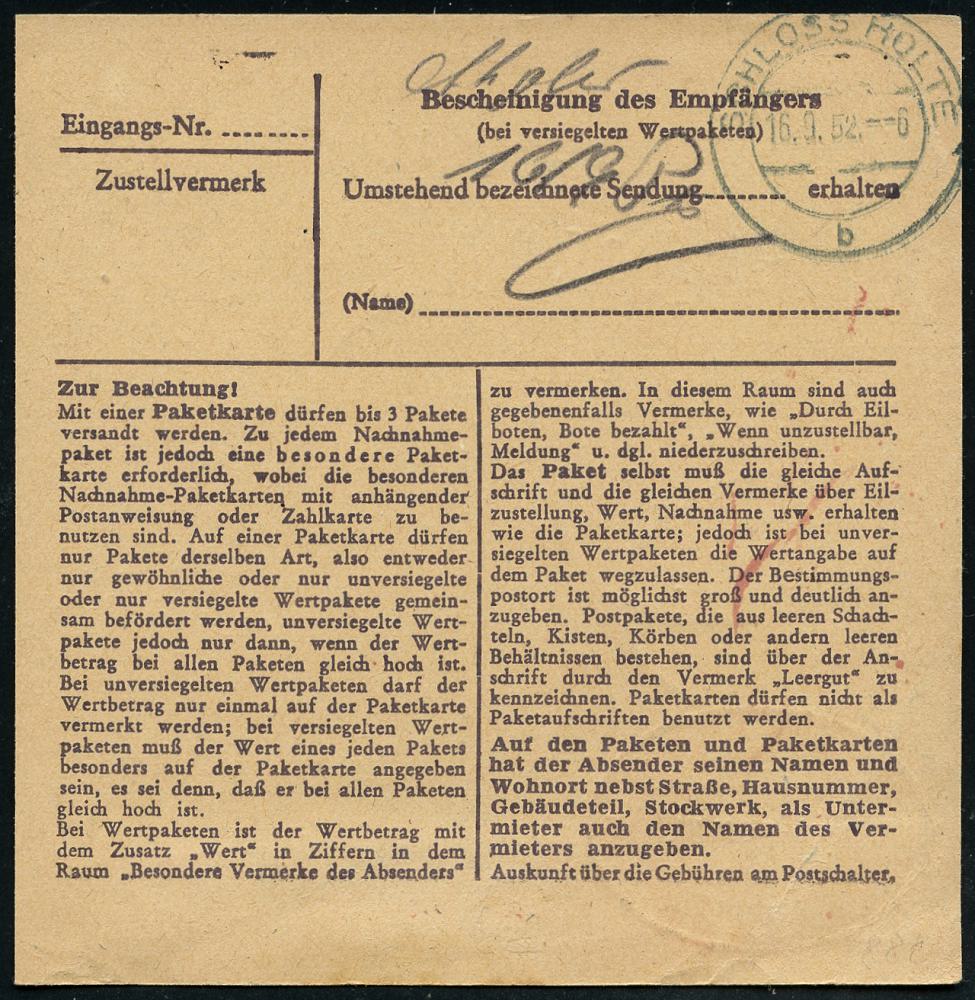 SCHLOSS HOLTE
16.9.52.--6
b
Eingangs-Nr. ........
Zustellvermerk
Bescheinigung des Empfängers
(bei versiegelten Wertpaketen)
Umstehend bezeichnete Sendung......... erhalten
(Name)
Zur Beachtung!
Mit einer Paketkarte dürfen bis 3 Pakete
versandt werden. Zu jedem Nachnahme-
paket ist jedoch eine besondere Paket-
karte erforderlich, wobei die besonderen
Nachnahme-Paketkarten mit anhängender
Postanweisung oder Zahlkarte zu be-
nutzen sind. Auf einer Paketkarte dürfen
nur Pakete derselben Art, also entweder
nur gewöhnliche oder nur unversiegelte
oder nur versiegelte Wertpakete gemein-
sam befördert werden, unversiegelte Wert-
pakete jedoch nur dann, wenn der Wert-
betrag bei allen Paketen gleich hoch ist.
Bei unversiegelten Wertpaketen darf der
Wertbetrag nur einmal auf der Paketkarte
vermerkt werden; bei versiegelten Wert-
paketen muß der Wert eines jeden Pakets
besonders auf der Paketkarte angegeben
sein, es sei denn, daß er bei allen Paketen
gleich hoch ist.
Bei Wertpaketen ist der Wertbetrag mit
dem Zusatz „Wert“ in Ziffern in dem
Raum „Besondere Vermerke des Absenders“
zu vermerken. In diesem Raum sind auch
gegebenenfalls Vermerke, wie „Durch Eil-
boten, Bote bezahlt“, „Wenn unzustellbar,
Meldung“ u. dgl. niederzuschreiben.
Das Paket selbst muß die gleiche Auf-
schrift und die gleichen Vermerke über Eil-
zustellung, Wert, Nachnahme usw. erhalten
wie die Paketkarte; jedoch ist bei unver-
siegelten Wertpaketen die Wertangabe auf
dem Paket wegzulassen. Der Bestimmungs-
postort ist möglichst groß und deutlich an-
zugeben. Postpakete, die aus leeren Schach-
teln, Kisten, Körben oder andern leeren
Behältnissen bestehen, sind über der An-
schrift durch den Vermerk „Leergut“ zu
kennzeichnen. Paketkarten dürfen nicht als
Paketaufschriften benutzt werden.
Auf den Paketen und Paketkarten
hat der Absender seinen Namen und
Wohnort nebst Straße, Hausnummer,
Gebäudeteil, Stockwerk, als Unter-
mieter auch den Namen des Ver-
mieters anzugeben.
Auskunft über die Gebühren am Postschalter.